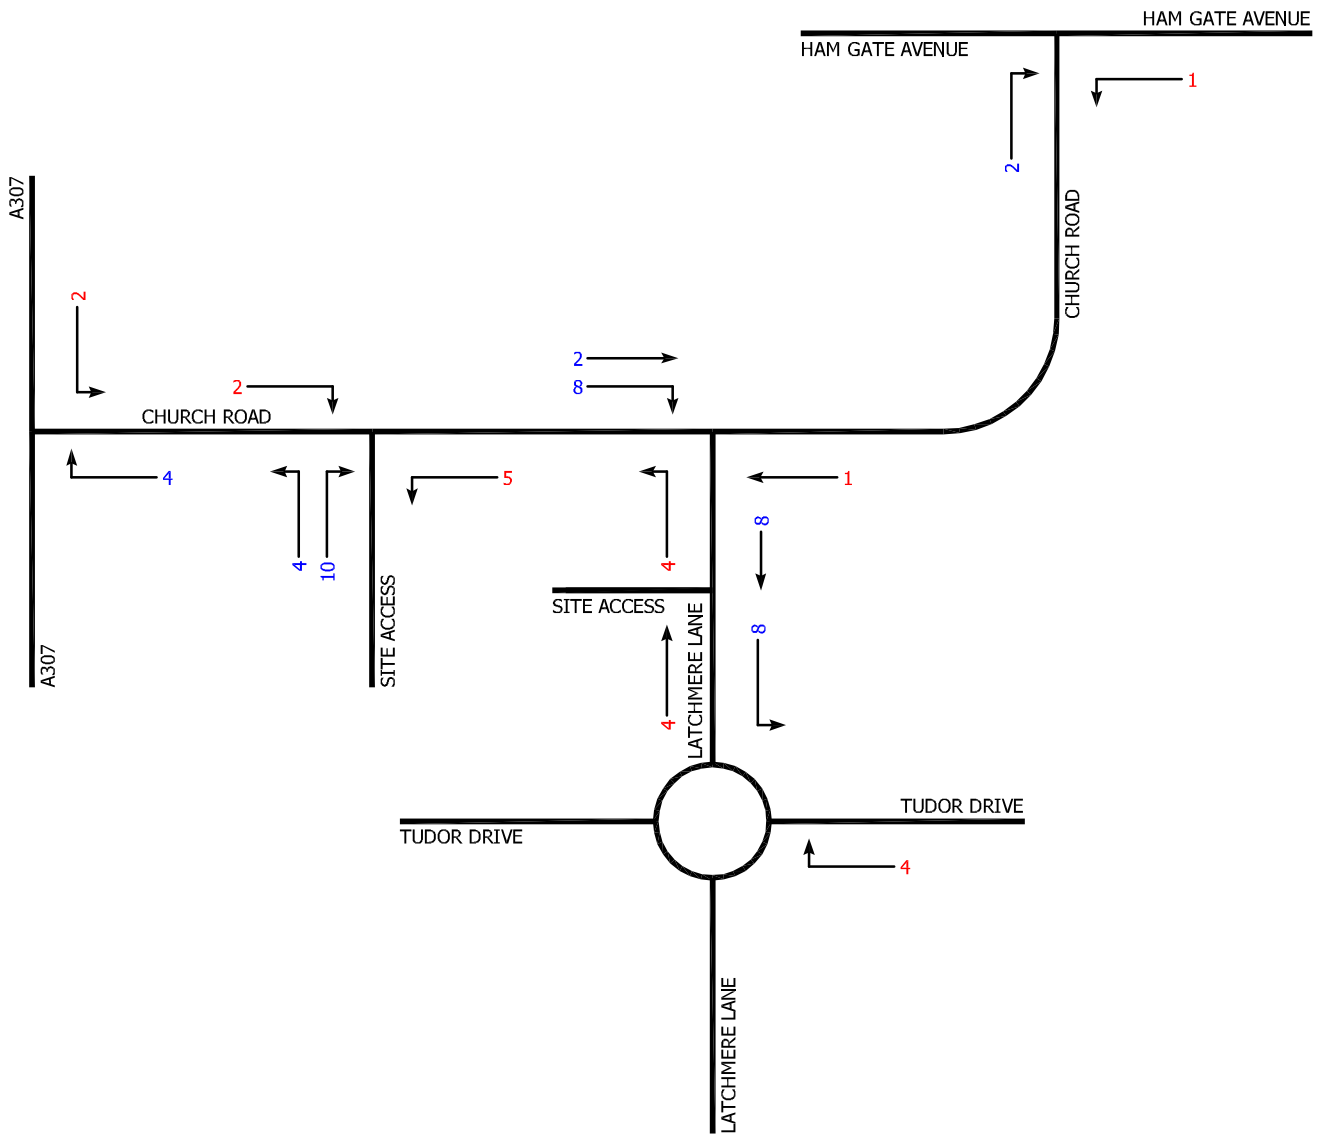 HAM GATE AVENUE
HAM GATE AVENUE
1
2
A307
CHURCH ROAD
2
2
8
2
CHURCH ROAD
4
5
1
4
10
4
8
SITE ACCESS
SITE ACCESS
LATCHMERE LANE
8
A307
4
TUDOR DRIVE
TUDOR DRIVE
4
LATCHMERE LANE